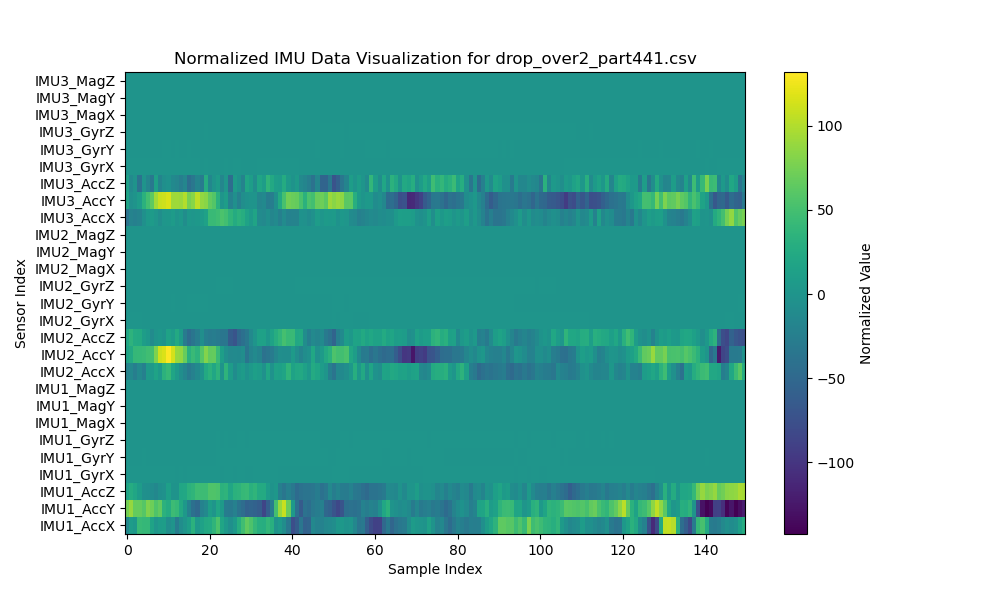 Normalized IMU Data Visualization for drop_over2_part441.csv
IMU3_MagZ
IMU3_MagY
IMU3_MagX
IMU3_GyrZ
IMU3_GyrY
IMU3_GyrX
IMU3_AccZ
IMU3_AccY
IMU3_AccX
IMU2_MagZ
IMU2_MagY
IMU2_MagX
IMU2_GyrZ
IMU2_GyrY
IMU2_GyrX
IMU2_AccZ
IMU2_AccY
IMU2_AccX
IMU1_MagZ
IMU1_MagY
IMU1_MagX
IMU1_GyrZ
IMU1_GyrY
IMU1_GyrX
IMU1_AccZ
IMU1_AccY
IMU1_AccX
Sensor Index
0 20 40 60 80 100 120 140
Sample Index
100
50
0
−50
−100
Normalized Value